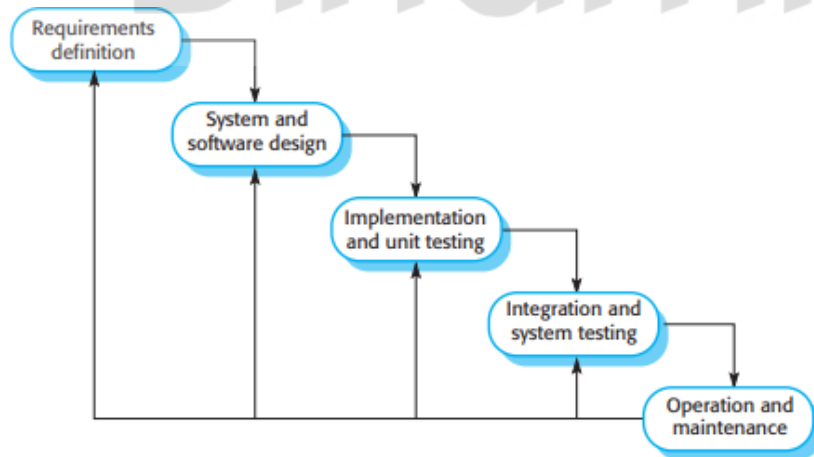 Requirements
definition
System and
software design
Implementation
and unit testing
Integration and
system testing
Operation and
maintenance